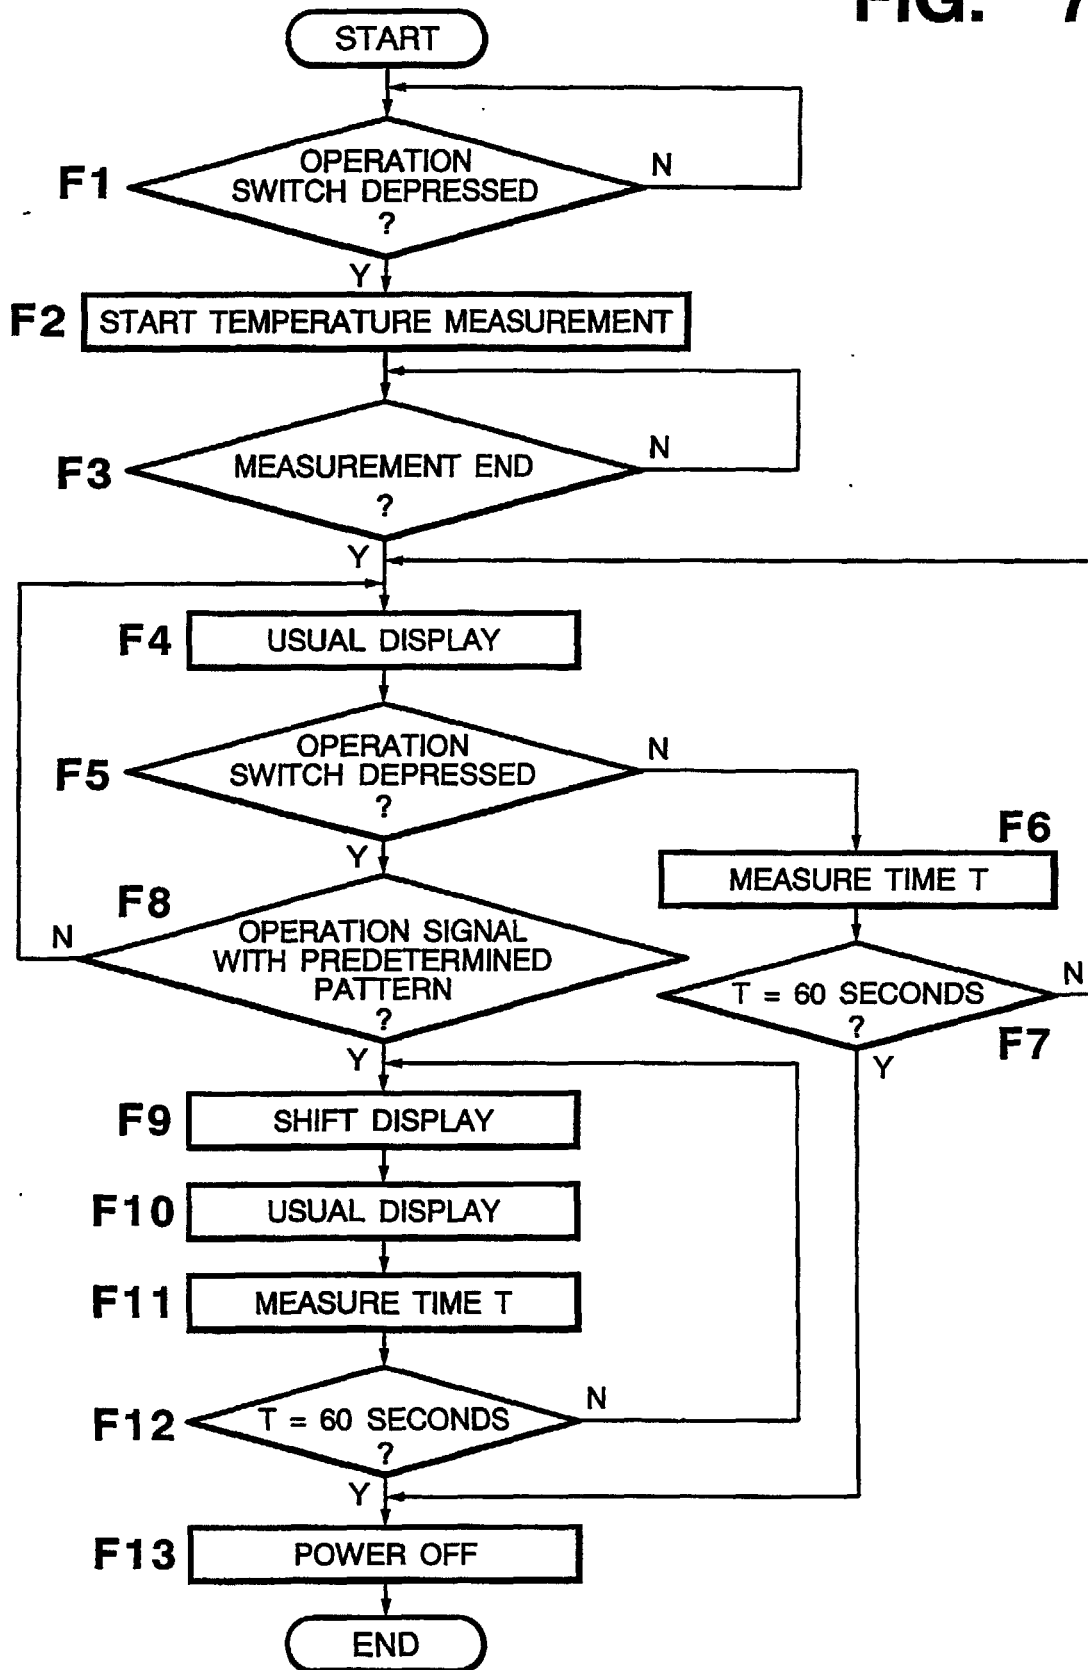 FIG. 7
START
F1
OPERATION
SWITCH DEPRESSED
?
N
Y
F2
START TEMPERATURE MEASUREMENT
F3
MEASUREMENT END
?
N
Y
F4
USUAL DISPLAY
F5
OPERATION
SWITCH DEPRESSED
?
N
Y
F6
MEASURE TIME T
F7
T = 60 SECONDS
?
N
Y
F8
OPERATION SIGNAL
WITH PREDETERMINED
PATTERN
?
N
Y
F9
SHIFT DISPLAY
F10
USUAL DISPLAY
F11
MEASURE TIME T
F12
T = 60 SECONDS
?
N
Y
F13
POWER OFF
END